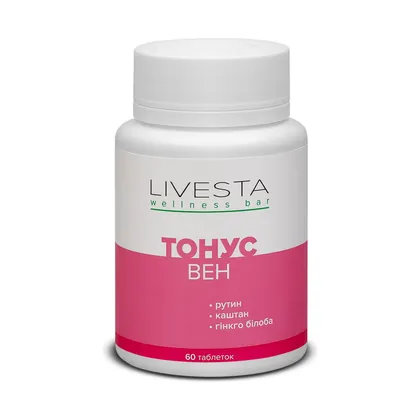 LIVESTA
wellness bar
ТОНУС
ВЕН
• рутин
• каштан
• гінкго білоба
60 таблеток